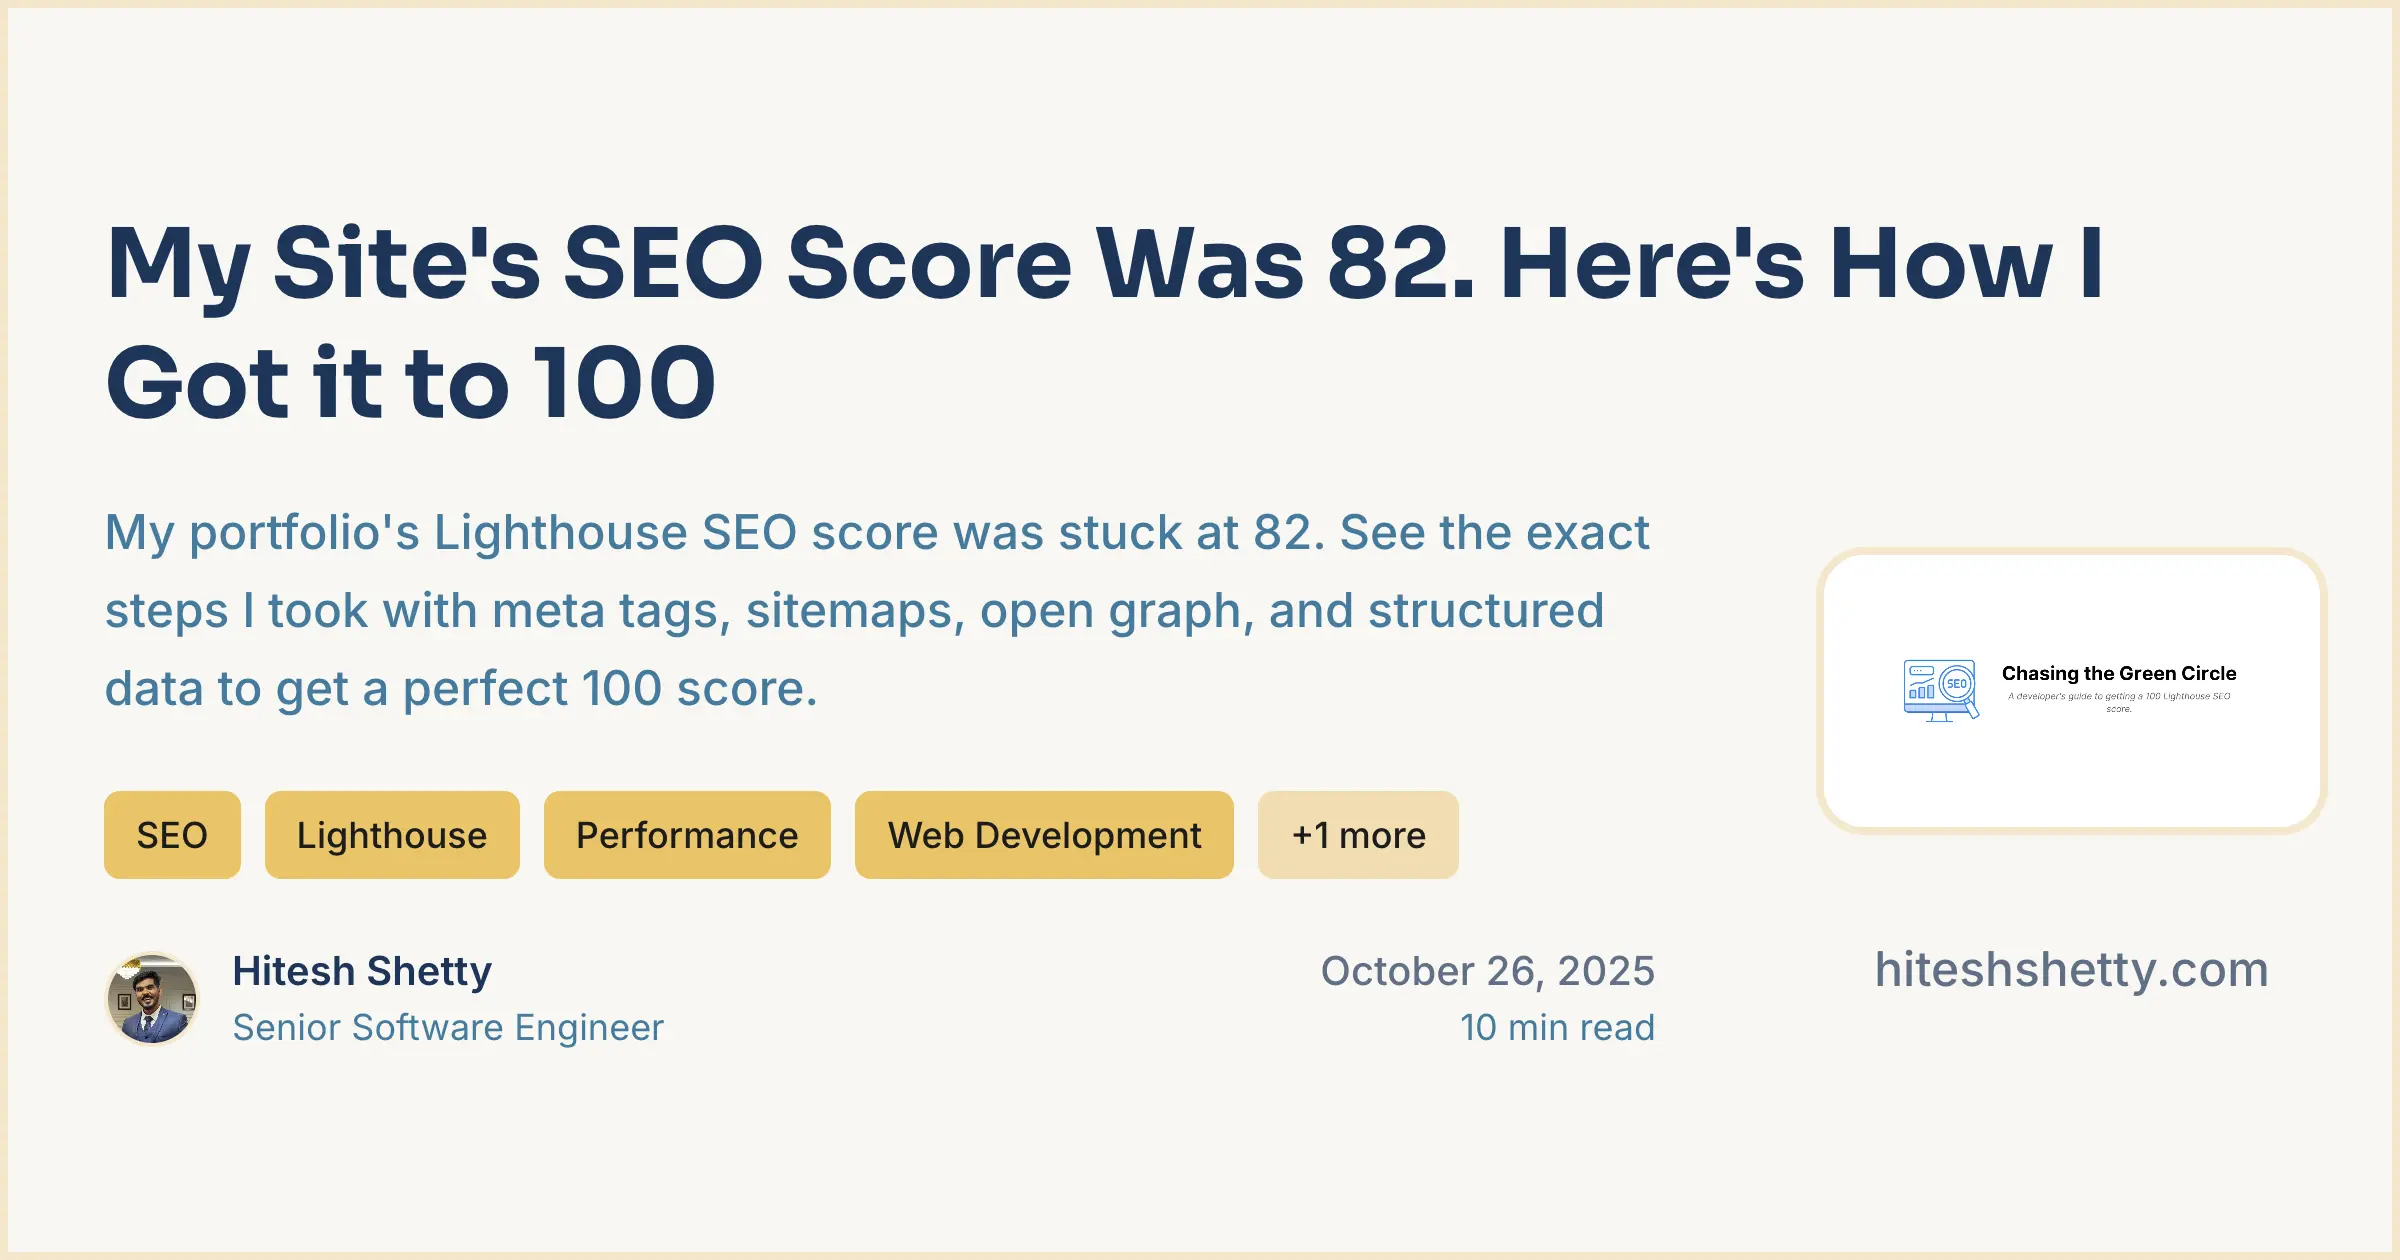 My Site's SEO Score Was 82. Here's How I
Got it to 100
My portfolio's Lighthouse SEO score was stuck at 82. See the exact
steps I took with meta tags, sitemaps, open graph, and structured
data to get a perfect 100 score.
SEO
Lighthouse
Performance
Web Development
+1 more
Hitesh Shetty
Senior Software Engineer
October 26, 2025
10 min read
SEO
Chasing the Green Circle
A developer's guide to getting a 100 Lighthouse SEO
score.
hiteshshetty.com